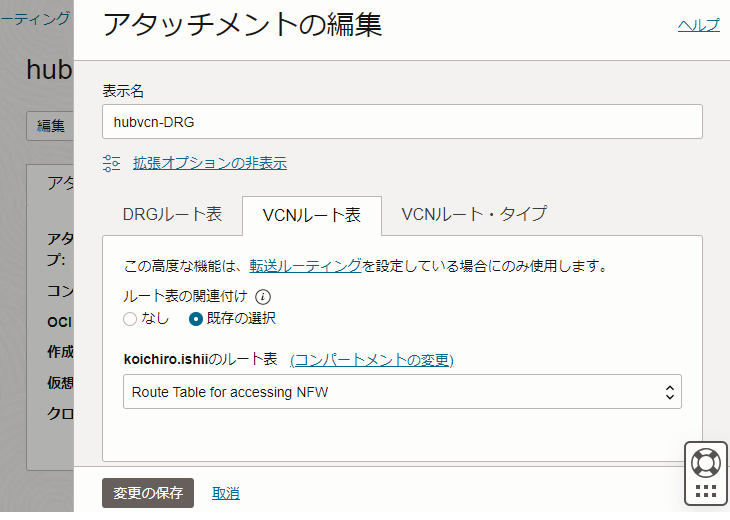 ーティング
アタッチメントの編集
ヘルプ
hub
編集
表示名
hubvcn-DRG
拡張オプションの非表示
アタ
DRGルート表
VCNルート表
VCNルート・タイプ
アタ
プ:
コン
OCI
作成
仮想
クロ
この高度な機能は、転送ルーティングを設定している場合にのみ使用します。
ルート表の関連付け
なし
既存の選択
koichiro.ishiiのルート表 (コンパートメントの変更)
Route Table for accessing NFW
変更の保存
取消